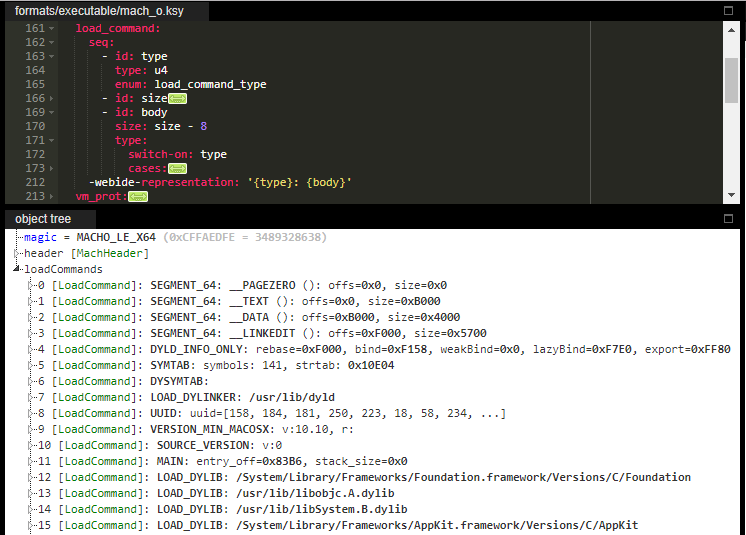 formats/executable/mach_o.ksy
161 load_command:
162 seq:
163 - id: type
164 type: u4
165 enum: load_command_type
166 - id: size
169 - id: body
170 size: size - 8
171 type:
172 switch-on: type
173 cases:
212 -webide-representation: '{type}: {body}'
213 vm_prot:
object tree
magic = MACHO_LE_X64 (0xCFFAEDFE = 3489328638)
header [MachHeader]
loadCommands
0 [LoadCommand]: SEGMENT_64: __PAGEZERO (): offs=0x0, size=0x0
1 [LoadCommand]: SEGMENT_64: __TEXT (): offs=0x0, size=0xB000
2 [LoadCommand]: SEGMENT_64: __DATA (): offs=0xB000, size=0x4000
3 [LoadCommand]: SEGMENT_64: __LINKEDIT (): offs=0xF000, size=0x5700
4 [LoadCommand]: DYLD_INFO_ONLY: rebase=0xF000, bind=0xF158, weakBind=0x0, lazyBind=0xF7E0, export=0xFF80
5 [LoadCommand]: SYMTAB: symbols: 141, strtab: 0x10E04
6 [LoadCommand]: DYSYMTAB:
7 [LoadCommand]: LOAD_DYLINKER: /usr/lib/dyld
8 [LoadCommand]: UUID: uuid=[158, 184, 181, 250, 223, 18, 58, 234, ...]
9 [LoadCommand]: VERSION_MIN_MACOSX: v:10.10, r:
10 [LoadCommand]: SOURCE_VERSION: v:0
11 [LoadCommand]: MAIN: entry_off=0x83B6, stack_size=0x0
12 [LoadCommand]: LOAD_DYLIB: /System/Library/Frameworks/Foundation.framework/Versions/C/Foundation
13 [LoadCommand]: LOAD_DYLIB: /usr/lib/libobjc.A.dylib
14 [LoadCommand]: LOAD_DYLIB: /usr/lib/libSystem.B.dylib
15 [LoadCommand]: LOAD_DYLIB: /System/Library/Frameworks/AppKit.framework/Versions/C/AppKit